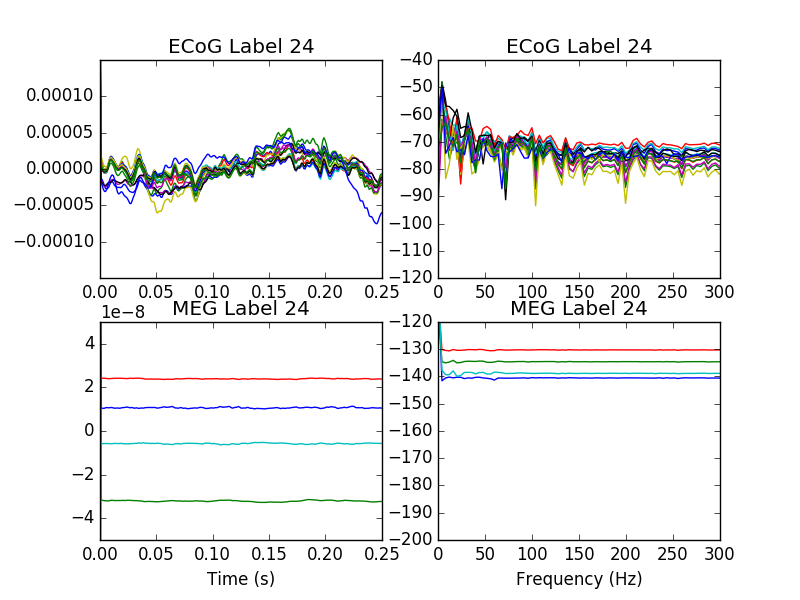 ECoG Label 24
ECoG Label 24
0.00010
0.00005
0.00000
−0.00005
−0.00010
0.00 0.05 0.10 0.15 0.20 0.25
−40
−50
−60
−70
−80
−90
−100
−110
−120
0 50 100 150 200 250 300
MEG Label 24
MEG Label 24
1e−8
4
2
0
−2
−4
0.00 0.05 0.10 0.15 0.20 0.25
Time (s)
−120
−130
−140
−150
−160
−170
−180
−190
−200
0 50 100 150 200 250 300
Frequency (Hz)